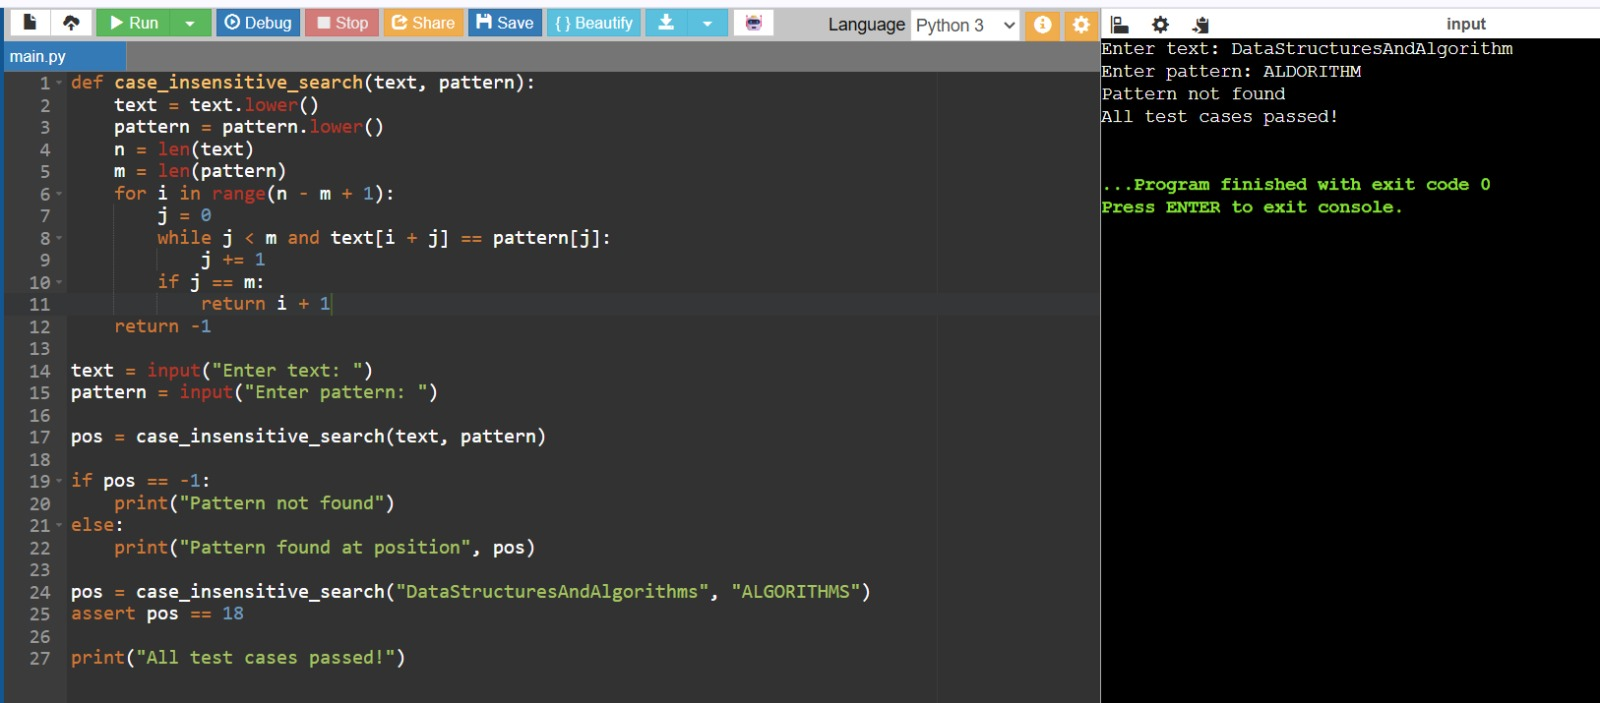 Run Debug Stop Share Save { } Beautify Language Python 3 input
main.py
1 def case_insensitive_search(text, pattern):
2     text = text.lower()
3     pattern = pattern.lower()
4     n = len(text)
5     m = len(pattern)
6     for i in range(n - m + 1):
7         j = 0
8         while j < m and text[i + j] == pattern[j]:
9             j += 1
10         if j == m:
11             return i + 1
12     return -1
13
14 text = input("Enter text: ")
15 pattern = input("Enter pattern: ")
16
17 pos = case_insensitive_search(text, pattern)
18
19 if pos == -1:
20     print("Pattern not found")
21 else:
22     print("Pattern found at position", pos)
23
24 pos = case_insensitive_search("DataStructuresAndAlgorithms", "ALGORITHMS")
25 assert pos == 18
26
27 print("All test cases passed!")
Enter text: DataStructuresAndAlgorithm
Enter pattern: ALDORITHM
Pattern not found
All test cases passed!
...Program finished with exit code 0
Press ENTER to exit console.